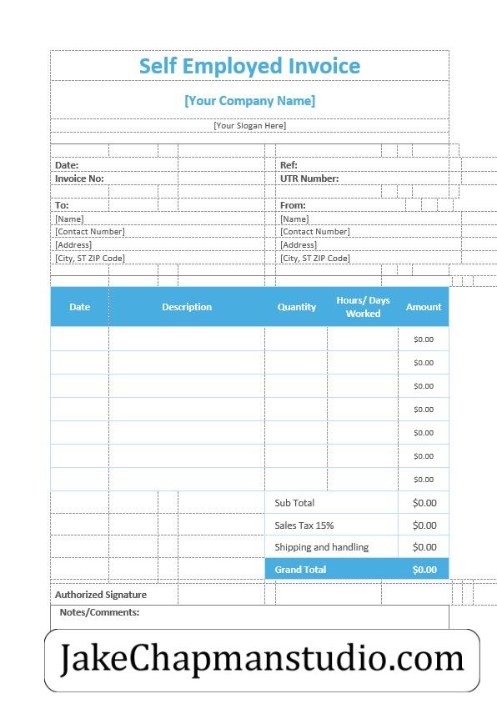 Self Employed Invoice
[Your Company Name]
[Your Slogan Here]
Date: Ref:
Invoice No: UTR Number:
To: From:
[Name] [Name]
[Contact Number] [Contact Number]
[Address] [Address]
[City, ST ZIP Code] [City, ST ZIP Code]
Date Description Quantity Hours/ Days Worked Amount
$0.00
$0.00
$0.00
$0.00
$0.00
$0.00
$0.00
Sub Total $0.00
Sales Tax 15% $0.00
Shipping and handling $0.00
Grand Total $0.00
Authorized Signature
Notes/Comments:
JakeChapmanstudio.com